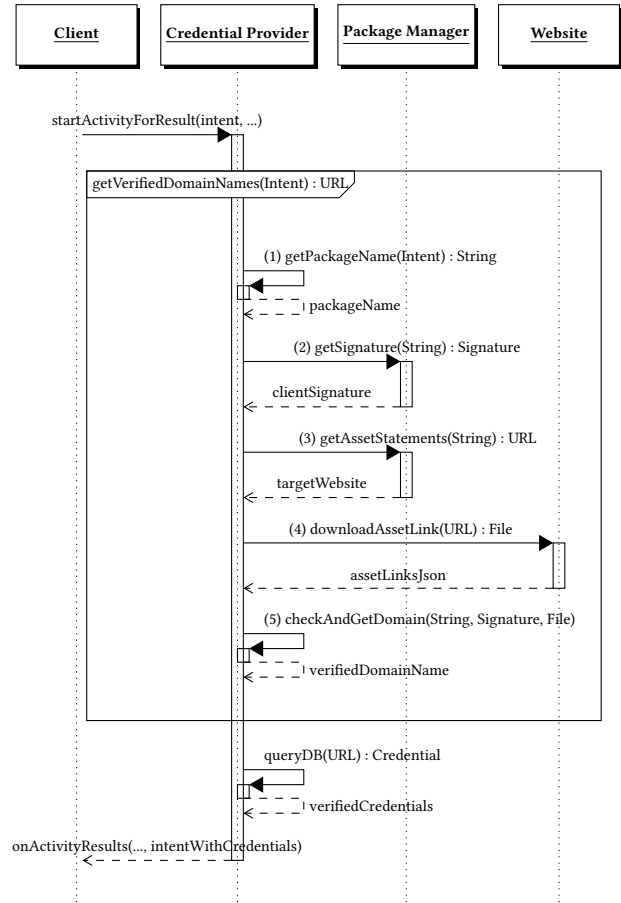 Client
Credential Provider
Package Manager
Website
startActivityForResult(intent, ...)
getVerifiedDomainNames(Intent) : URL
(1) getPackageName(Intent) : String
packageName
(2) getSignature(String) : Signature
clientSignature
(3) getAssetStatements(String) : URL
targetWebsite
(4) downloadAssetLink(URL) : File
assetLinksJson
(5) checkAndGetDomain(String, Signature, File)
verifiedDomainName
queryDB(URL) : Credential
verifiedCredentials
onActivityResults(..., intentWithCredentials)